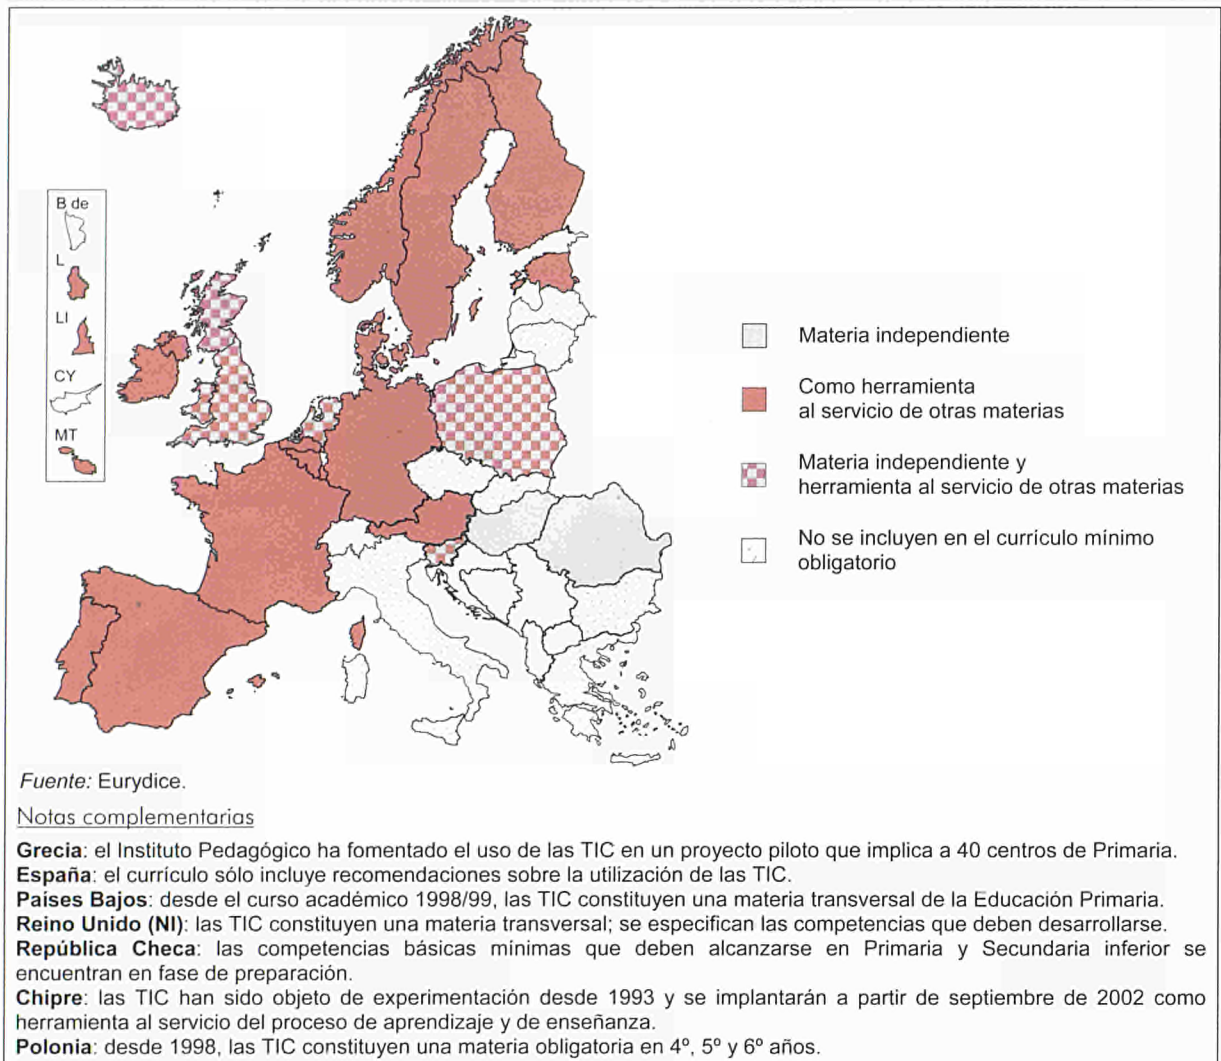 B de
L
LI
CY
MT
Materia independiente
Como herramienta
al servicio de otras materias
Materia independiente y
herramienta al servicio de otras materias
No se incluyen en el currículo mínimo
obligatorio
Fuente: Eurydice.
Notas complementarias
Grecia: el Instituto Pedagógico ha fomentado el uso de las TIC en un proyecto piloto que implica a 40 centros de Primaria.
España: el currículo sólo incluye recomendaciones sobre la utilización de las TIC.
Países Bajos: desde el curso académico 1998/99, las TIC constituyen una materia transversal de la Educación Primaria.
Reino Unido (NI): las TIC constituyen una materia transversal; se especifican las competencias que deben desarrollarse.
República Checa: las competencias básicas mínimas que deben alcanzarse en Primaria y Secundaria inferior se
encuentran en fase de preparación.
Chipre: las TIC han sido objeto de experimentación desde 1993 y se implantarán a partir de septiembre de 2002 como
herramienta al servicio del proceso de aprendizaje y de enseñanza.
Polonia: desde 1998, las TIC constituyen una materia obligatoria en 4º, 5º y 6º años.